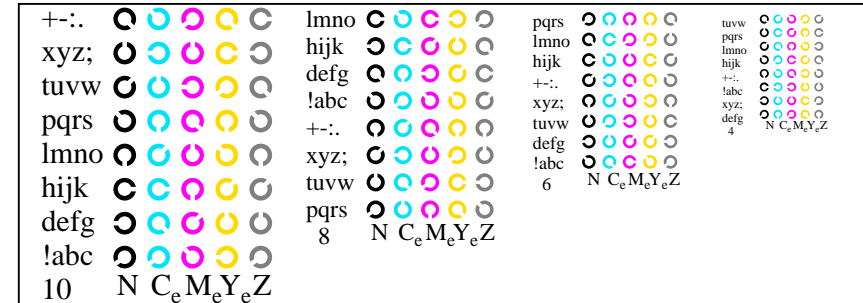 +-:.
xyz;
tuvw
pqrs
lmno
hijk
defg
!abc
10 N CeMeYeZ
lmno
hijk
defg
!abc
+-:.
xyz;
tuvw
pqrs
8 N CeMeYeZ
pqrs
lmno
hijk
+-:.
xyz;
tuvw
defg
!abc
6 N CeMeYeZ
tuvw
pqrs
lmno
hijk
+-:.
!abc
xyz;
defg
4 N CeMeYeZ